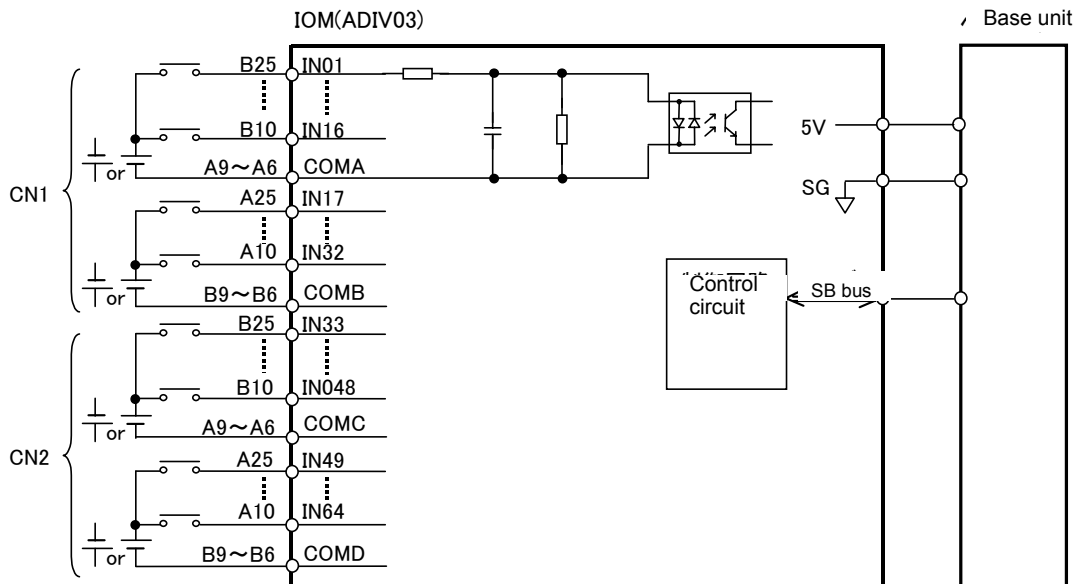 IOM(ADIV03)
Base unit
B25 IN01
B10 IN16
or
A9～A6 COMA
5V
CN1
A25 IN17
SG
A10 IN32
or
B9～B6 COMB
Control
circuit
SB bus
B25 IN33
B10 IN048
or
A9～A6 COMC
CN2
A25 IN49
A10 IN64
or
B9～B6 COMD